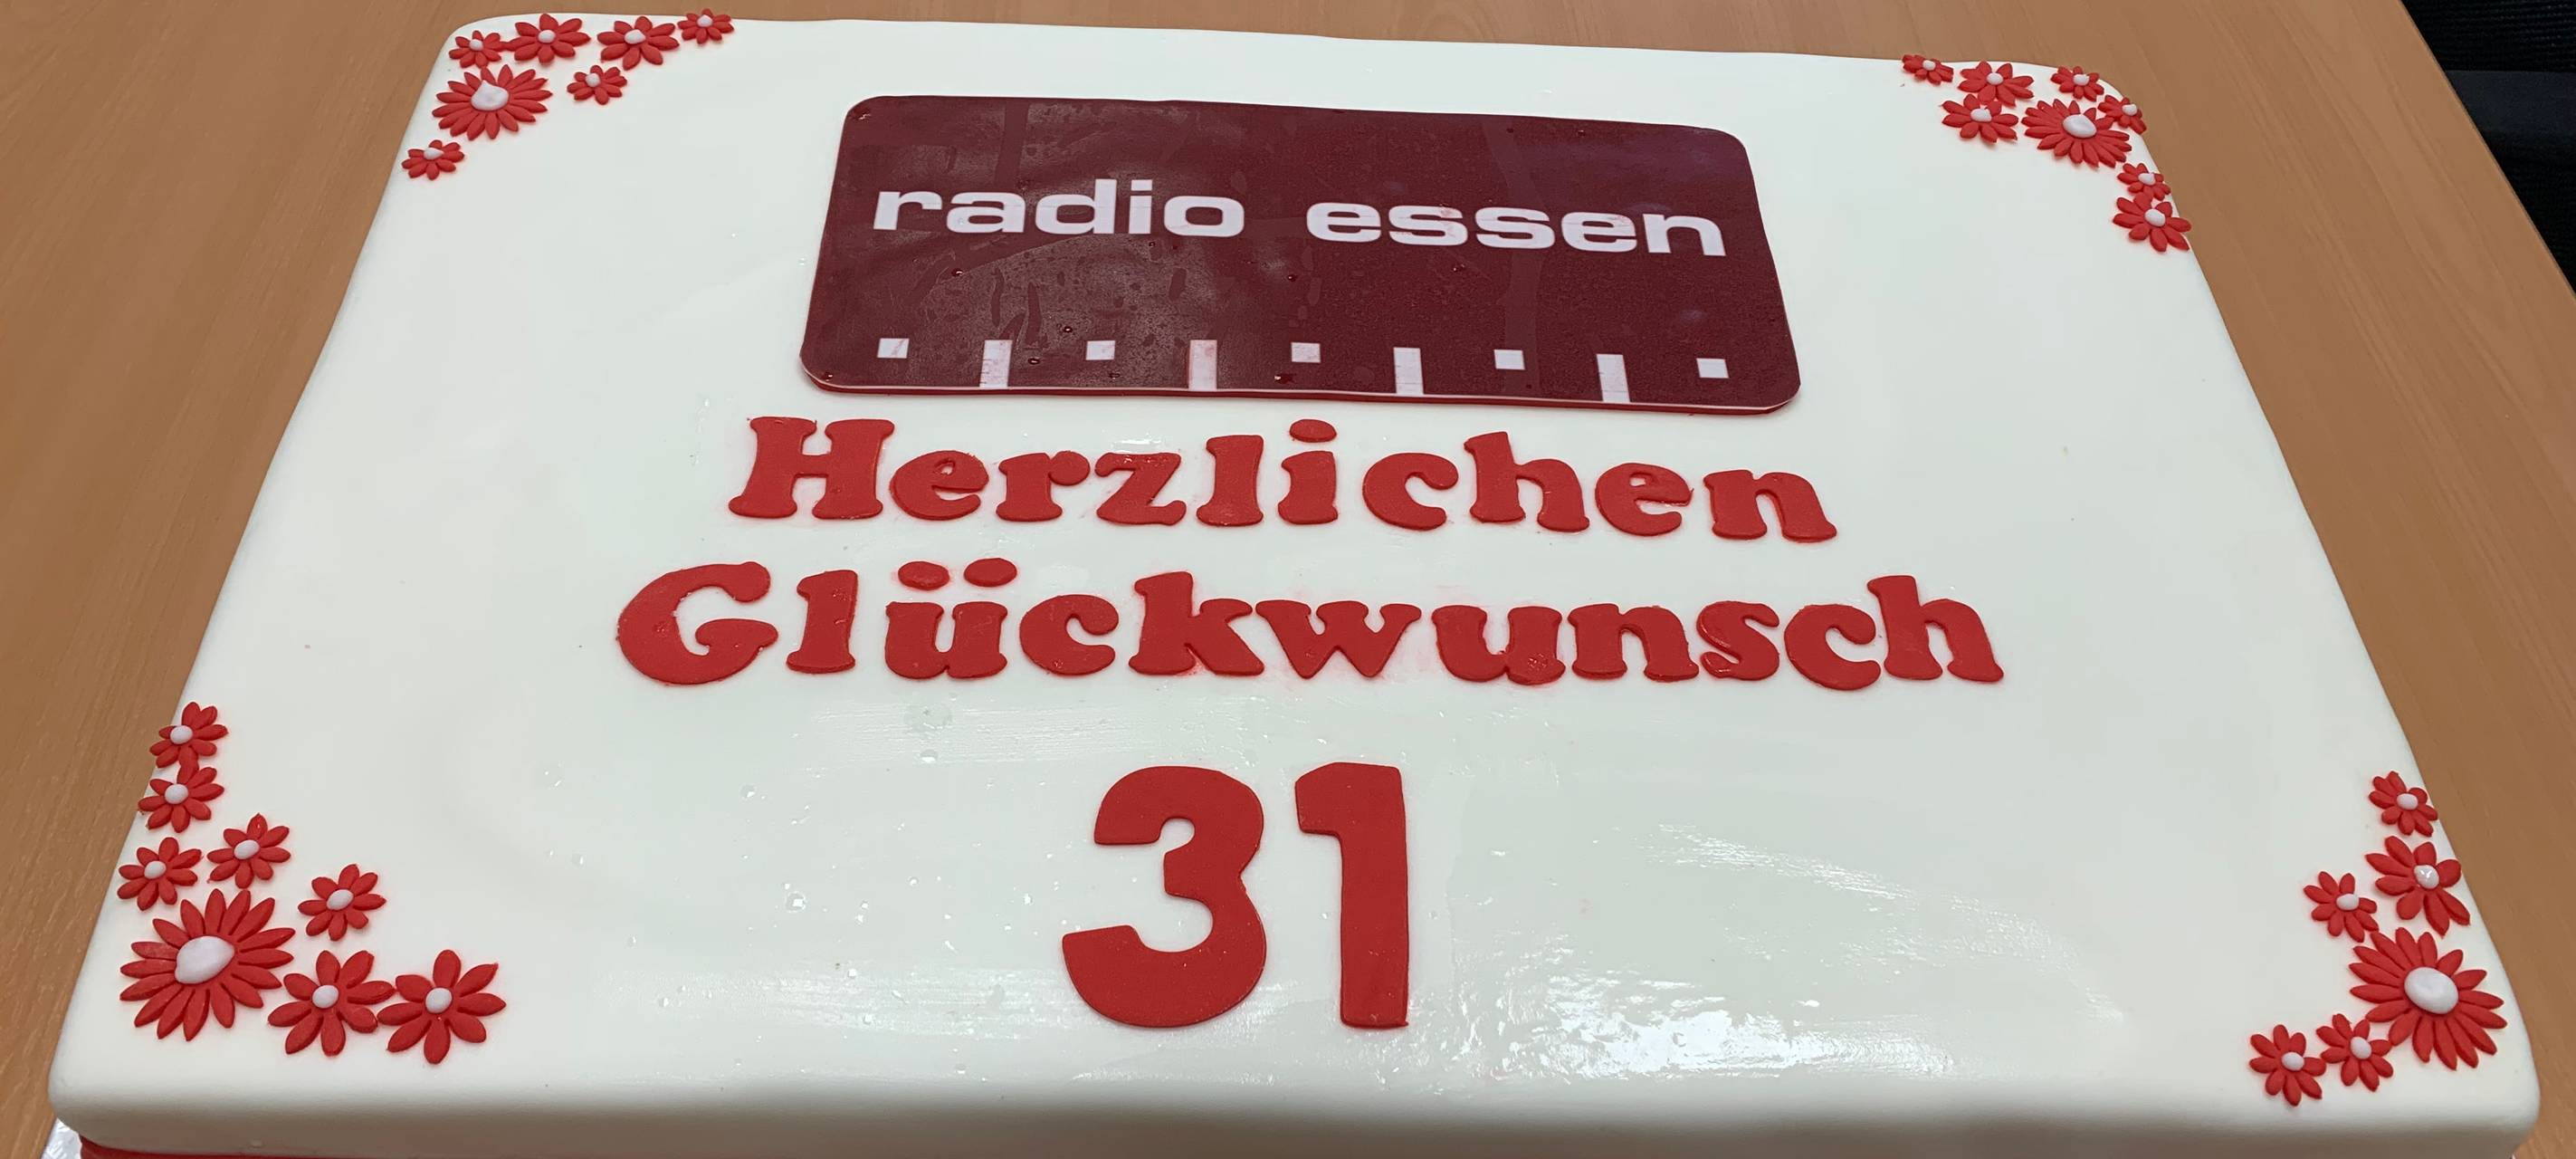 radio essen
Herzlichen
Glückwunsch
31